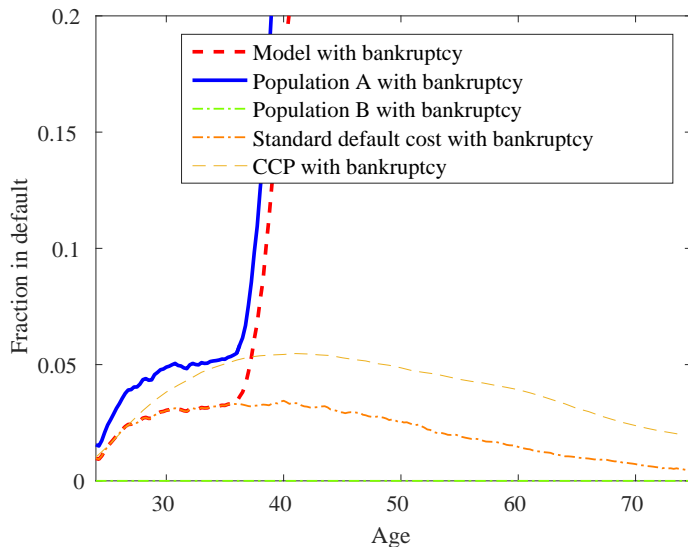 0.2
Model with bankruptcy
Population A with bankruptcy
Population B with bankruptcy
Standard default cost with bankruptcy
CCP with bankruptcy
0.15
0.1
0.05
0
Fraction in default
30 40 50 60 70
Age